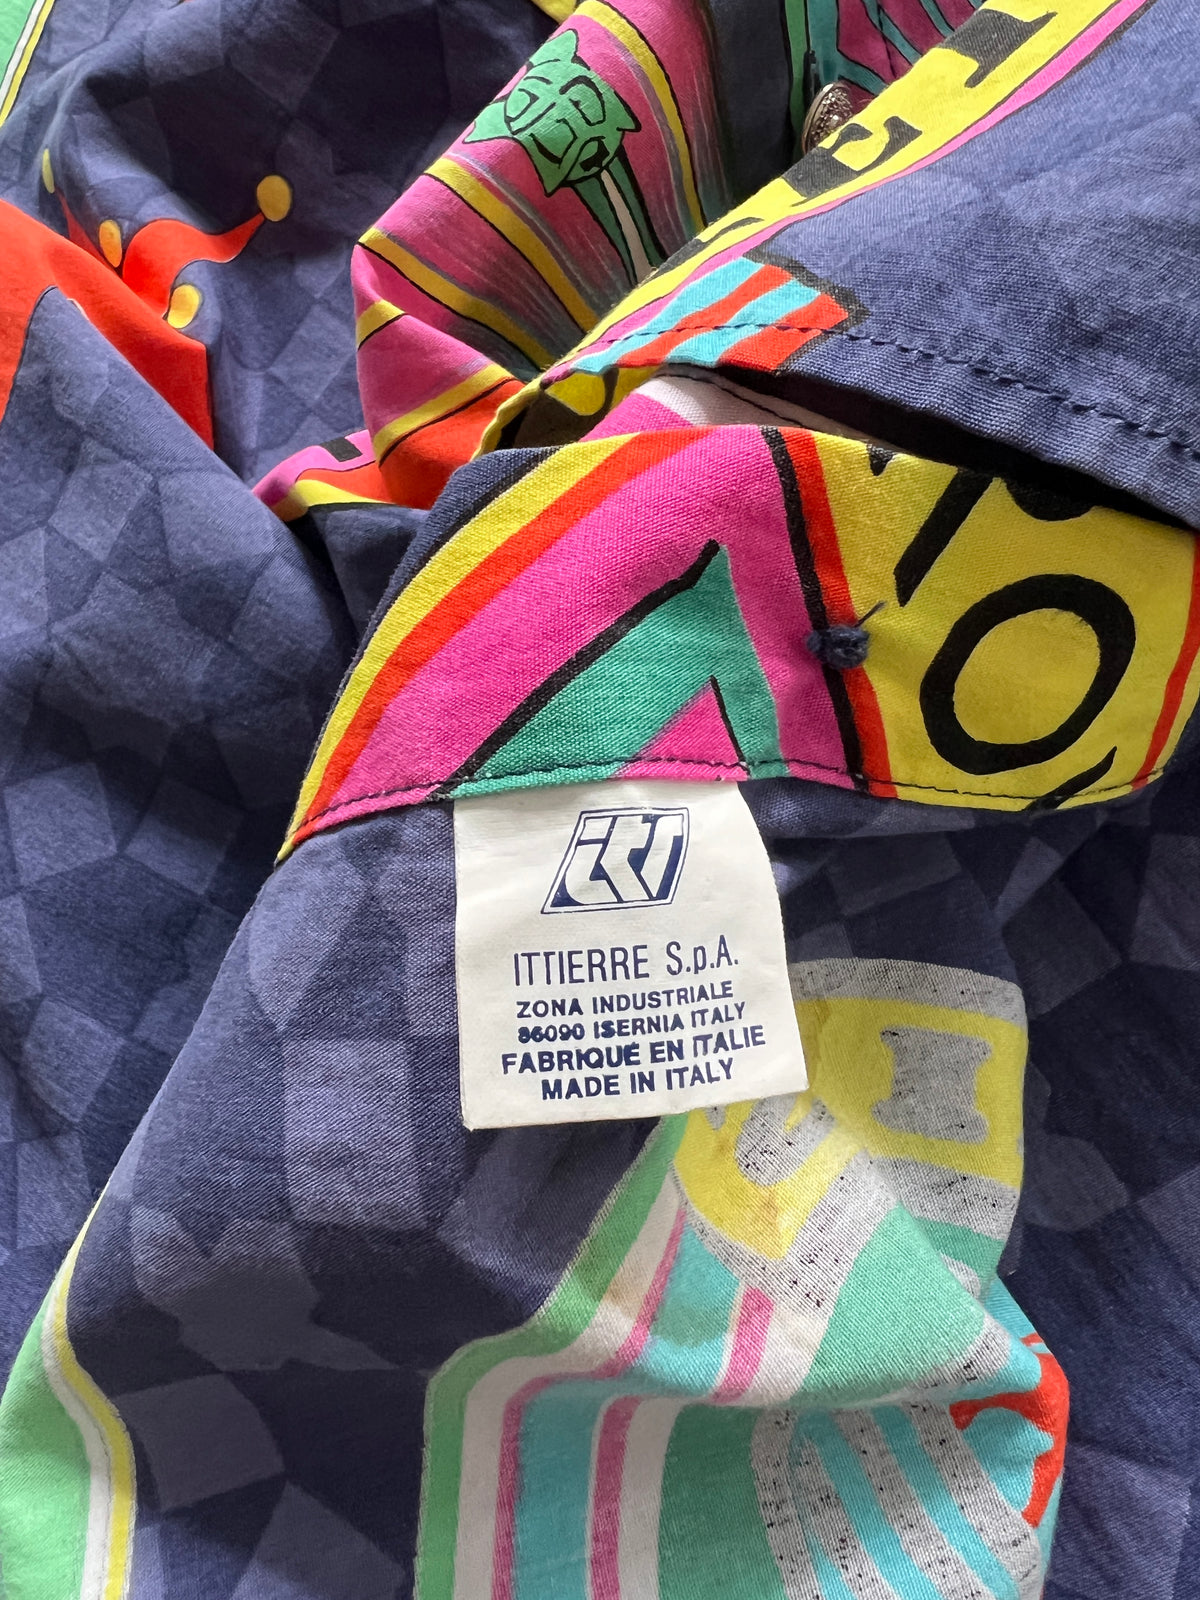 ITTIERRE S.p.A.
ZONA INDUSTRIALE
86090 ISERNIA ITALY
FABRIQUÉ EN ITALIE
MADE IN ITALY